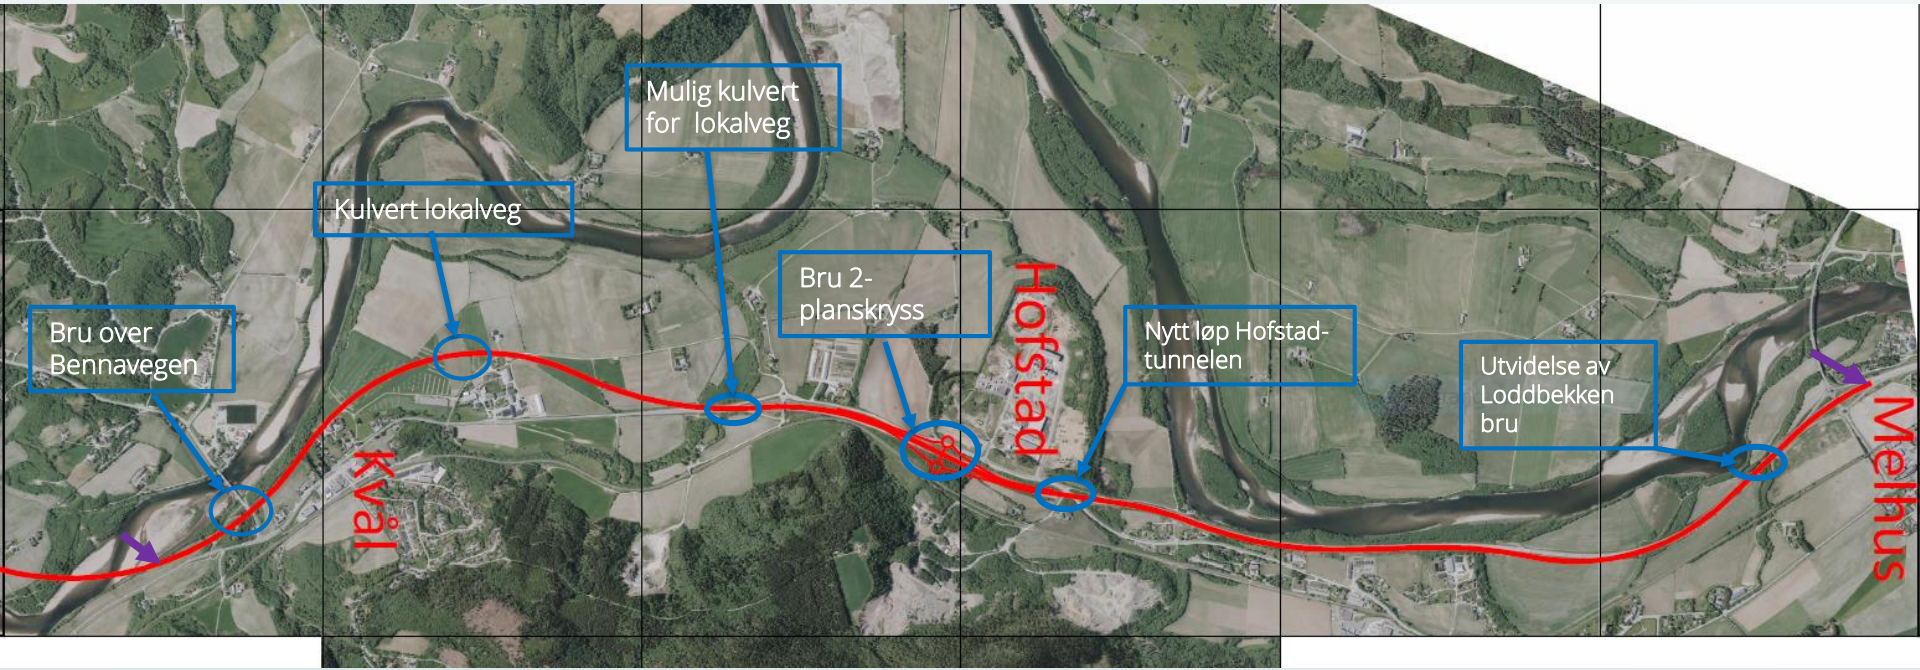 Mulig kulvert
for lokalveg
Kulvert lokalveg
Bru 2-
planskryss
Hofstad
Bru over
Bennavegen
Nytt løp Hofstad-
tunnelen
Utvidelse av
Loddbekken
bru
Kvål
Melhus